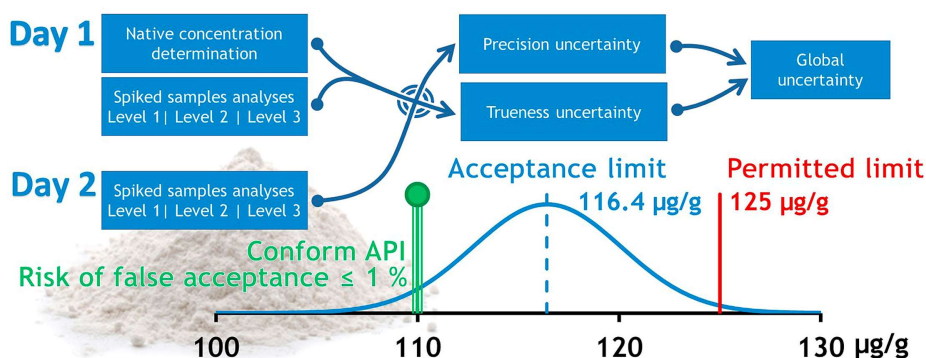 Day 1
Native concentration
determination
Spiked samples analyses
Level 1| Level 2 | Level 3
Precision uncertainty
Trueness uncertainty
Global
uncertainty
Day 2
Spiked samples analyses
Level 1| Level 2 | Level 3
Acceptance limit
116.4 µg/g
Permitted limit
125 µg/g
Conform API
Risk of false acceptance ≤ 1 %
100 110 120 130 µg/g